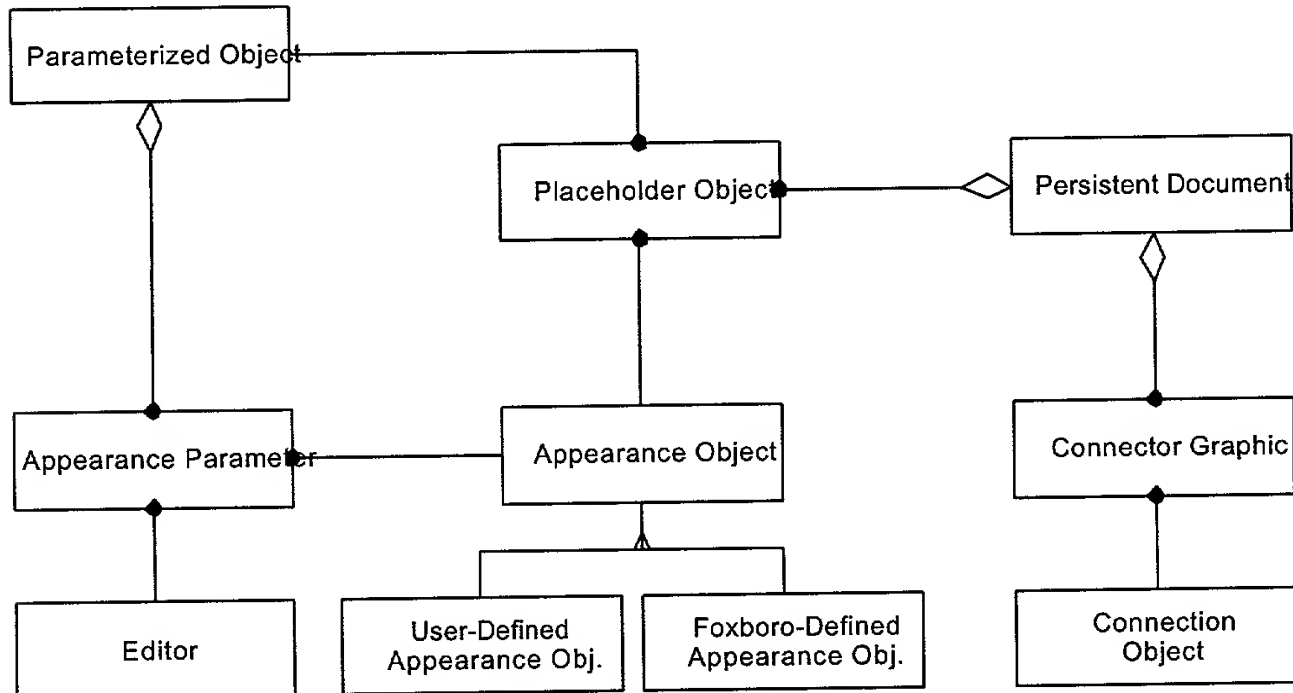 Parameterized Object
Placeholder Object
Persistent Document
Appearance Parameter
Appearance Object
Connector Graphic
Editor
User-Defined
Appearance Obj.
Foxboro-Defined
Appearance Obj.
Connection
Object